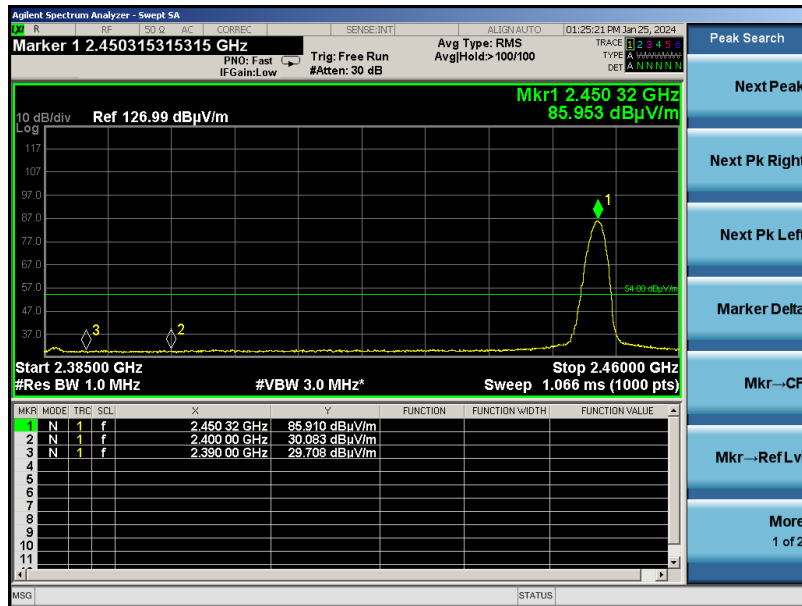 Agilent Spectrum Analyzer - Swept SA
LXI R RF 50 Ω AC CORREC SENSE:INT ALIGN AUTO 01:25:21 PM Jan 25, 2024
Marker 1 2.450315315315 GHz
PNO: Fast
IFGain:Low
Trig: Free Run
#Atten: 30 dB
Avg Type: RMS
Avg|Hold:>100/100
TRACE 1 2 3 4 5 6
TYPE A WWWWW
DET A N N N N N
Mkr1 2.450 32 GHz
85.953 dBµV/m
10 dB/div Ref 126.99 dBµV/m
Log
117
107
97.0
87.0
77.0
67.0
57.0
47.0
37.0
1
54.00 dBµV/m
3
2
Start 2.38500 GHz Stop 2.46000 GHz
#Res BW 1.0 MHz #VBW 3.0 MHz* Sweep 1.066 ms (1000 pts)
MKR MODE TRC SCL X Y FUNCTION FUNCTION WIDTH FUNCTION VALUE
1 N 1 f 2.450 32 GHz 85.910 dBµV/m
2 N 1 f 2.400 00 GHz 30.083 dBµV/m
3 N 1 f 2.390 00 GHz 29.708 dBµV/m
4
5
6
7
8
9
10
11
MSG STATUS
Peak Search
Next Peak
Next Pk Right
Next Pk Left
Marker Delta
Mkr→CF
Mkr→Ref Lv
More
1 of 2